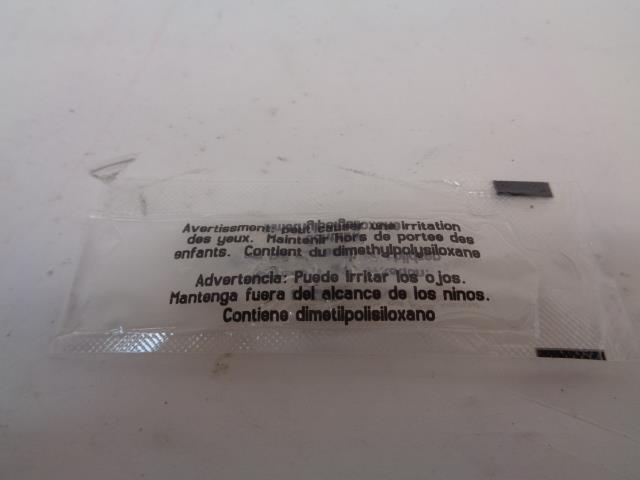 Avertissement: peut causer une irritation
des yeux. Maintenir hors de portee des
enfants. Contient du dimethylpolysiloxane
Advertencia: Puede irritar los ojos.
Mantenga fuera del alcance de los ninos.
Contiene dimetilpolisiloxano